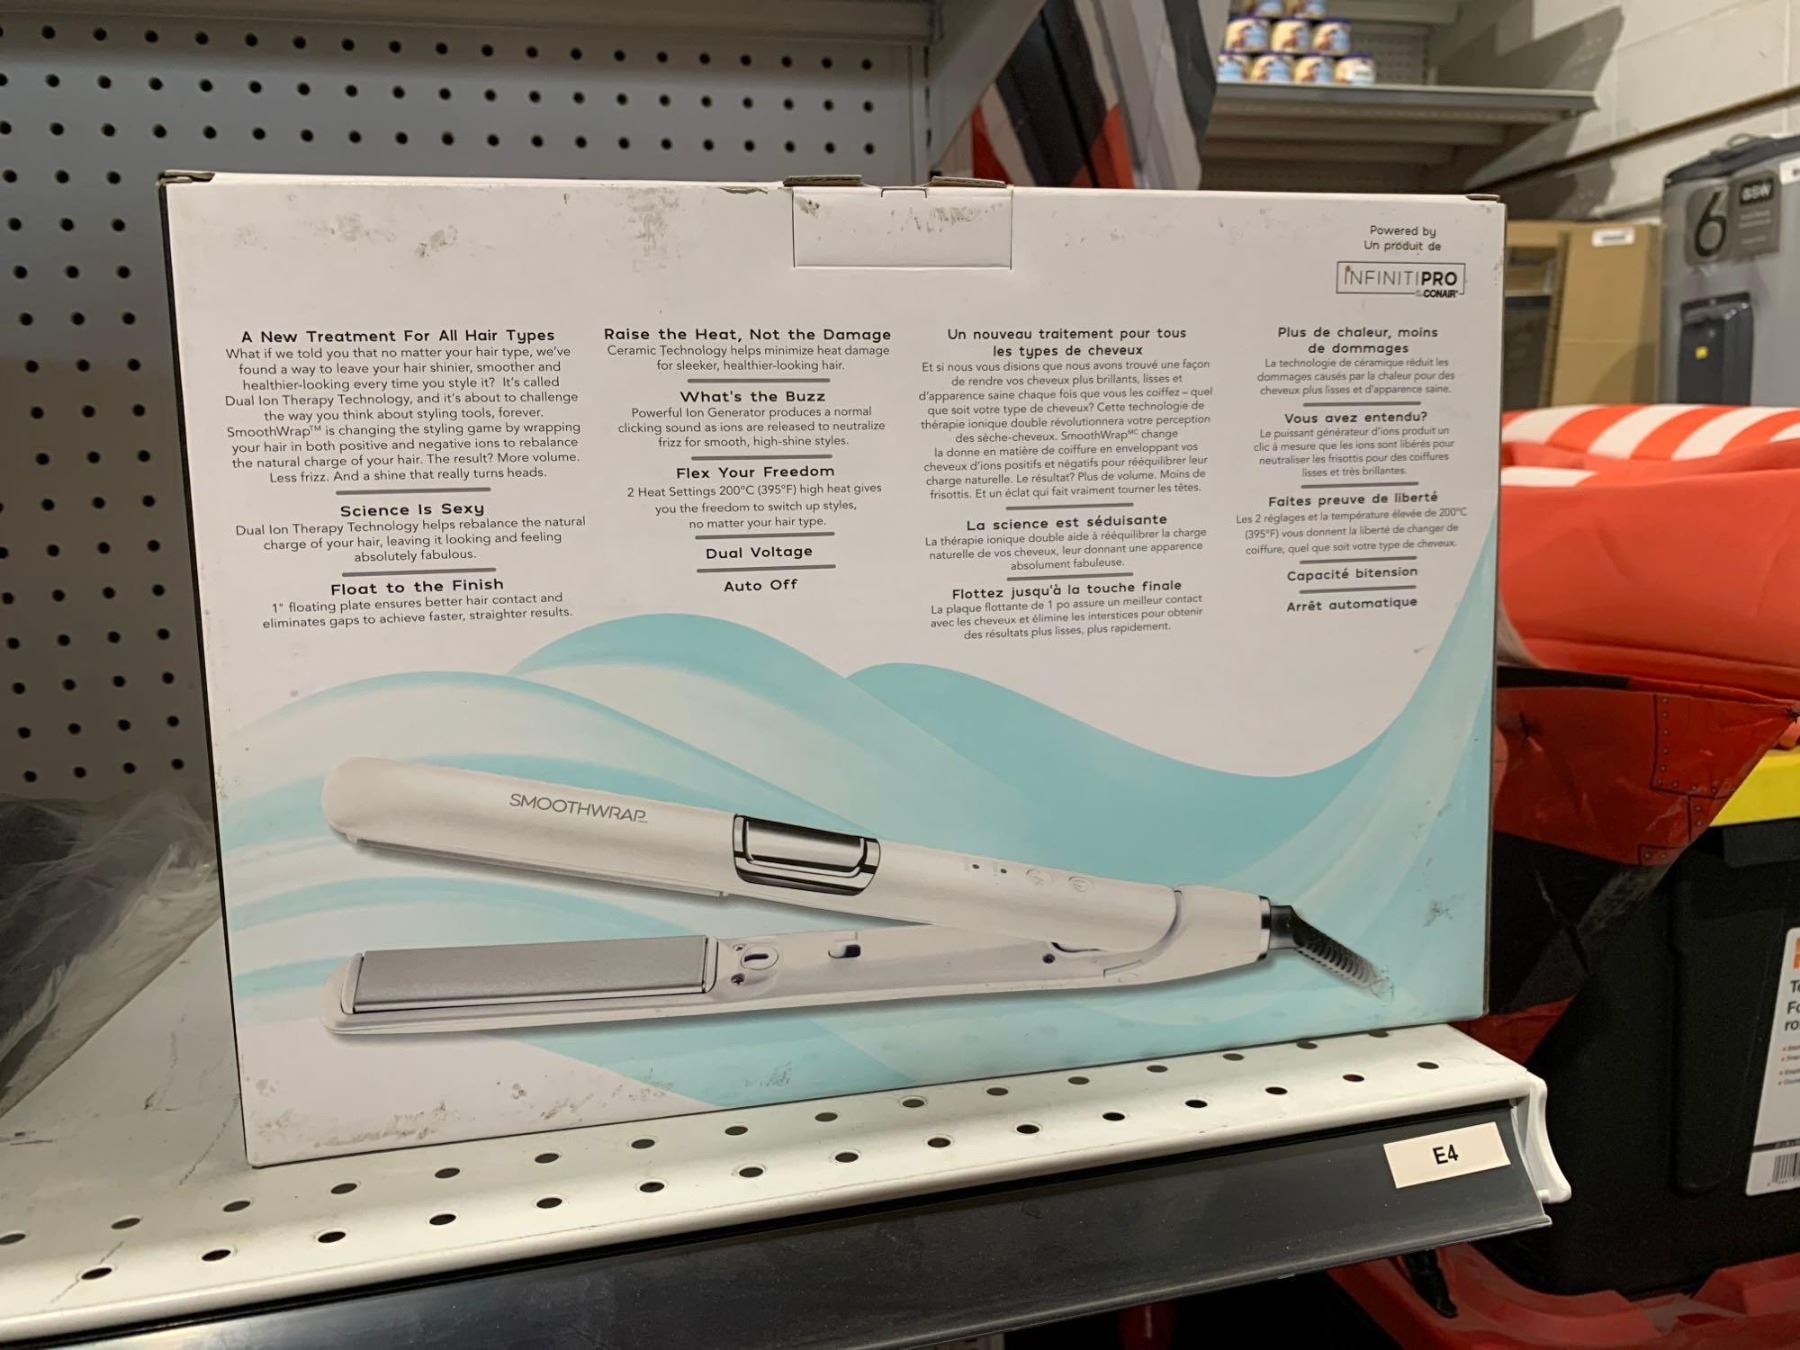 Powered by
Un produit de
INFINITIPRO
BY CONAIR
A New Treatment For All Hair Types
What if we told you that no matter your hair type, we've
found a way to leave your hair shinier, smoother and
healthier-looking every time you style it? It's called
Dual Ion Therapy Technology, and it's about to challenge
the way you think about styling tools, forever.
SmoothWrap™ is changing the styling game by wrapping
your hair in both positive and negative ions to rebalance
the natural charge of your hair. The result? More volume.
Less frizz. And a shine that really turns heads.
Science Is Sexy
Dual Ion Therapy Technology helps rebalance the natural
charge of your hair, leaving it looking and feeling
absolutely fabulous.
Float to the Finish
1" floating plate ensures better hair contact and
eliminates gaps to achieve faster, straighter results.
Raise the Heat, Not the Damage
Ceramic Technology helps minimize heat damage
for sleeker, healthier-looking hair.
What's the Buzz
Powerful Ion Generator produces a normal
clicking sound as ions are released to neutralize
frizz for smooth, high-shine styles.
Flex Your Freedom
2 Heat Settings 200°C (395°F) high heat gives
you the freedom to switch up styles,
no matter your hair type.
Dual Voltage
Auto Off
Un nouveau traitement pour tous
les types de cheveux
Et si nous vous disions que nous avons trouvé une façon
de rendre vos cheveux plus brillants, lisses et
d'apparence saine chaque fois que vous les coiffez – quel
que soit votre type de cheveux? Cette technologie de
thérapie ionique double révolutionnera votre perception
des sèche-cheveux. SmoothWrapᴹᶜ change
la donne en matière de coiffure en enveloppant vos
cheveux d'ions positifs et négatifs pour rééquilibrer leur
charge naturelle. Le résultat? Plus de volume. Moins de
frisottis. Et un éclat qui fait vraiment tourner les têtes.
La science est séduisante
La thérapie ionique double aide à rééquilibrer la charge
naturelle de vos cheveux, leur donnant une apparence
absolument fabuleuse.
Flottez jusqu'à la touche finale
La plaque flottante de 1 po assure un meilleur contact
avec les cheveux et élimine les interstices pour obtenir
des résultats plus lisses, plus rapidement.
Plus de chaleur, moins
de dommages
La technologie de céramique réduit les
dommages causés par la chaleur pour des
cheveux plus lisses et d'apparence saine.
Vous avez entendu?
Le puissant générateur d'ions produit un
clic à mesure que les ions sont libérés pour
neutraliser les frisottis pour des coiffures
lisses et très brillantes.
Faites preuve de liberté
Les 2 réglages et la température élevée de 200°C
(395°F) vous donnent la liberté de changer de
coiffure, quel que soit votre type de cheveux.
Capacité bitension
Arrêt automatique
SMOOTHWRAP
E4
6